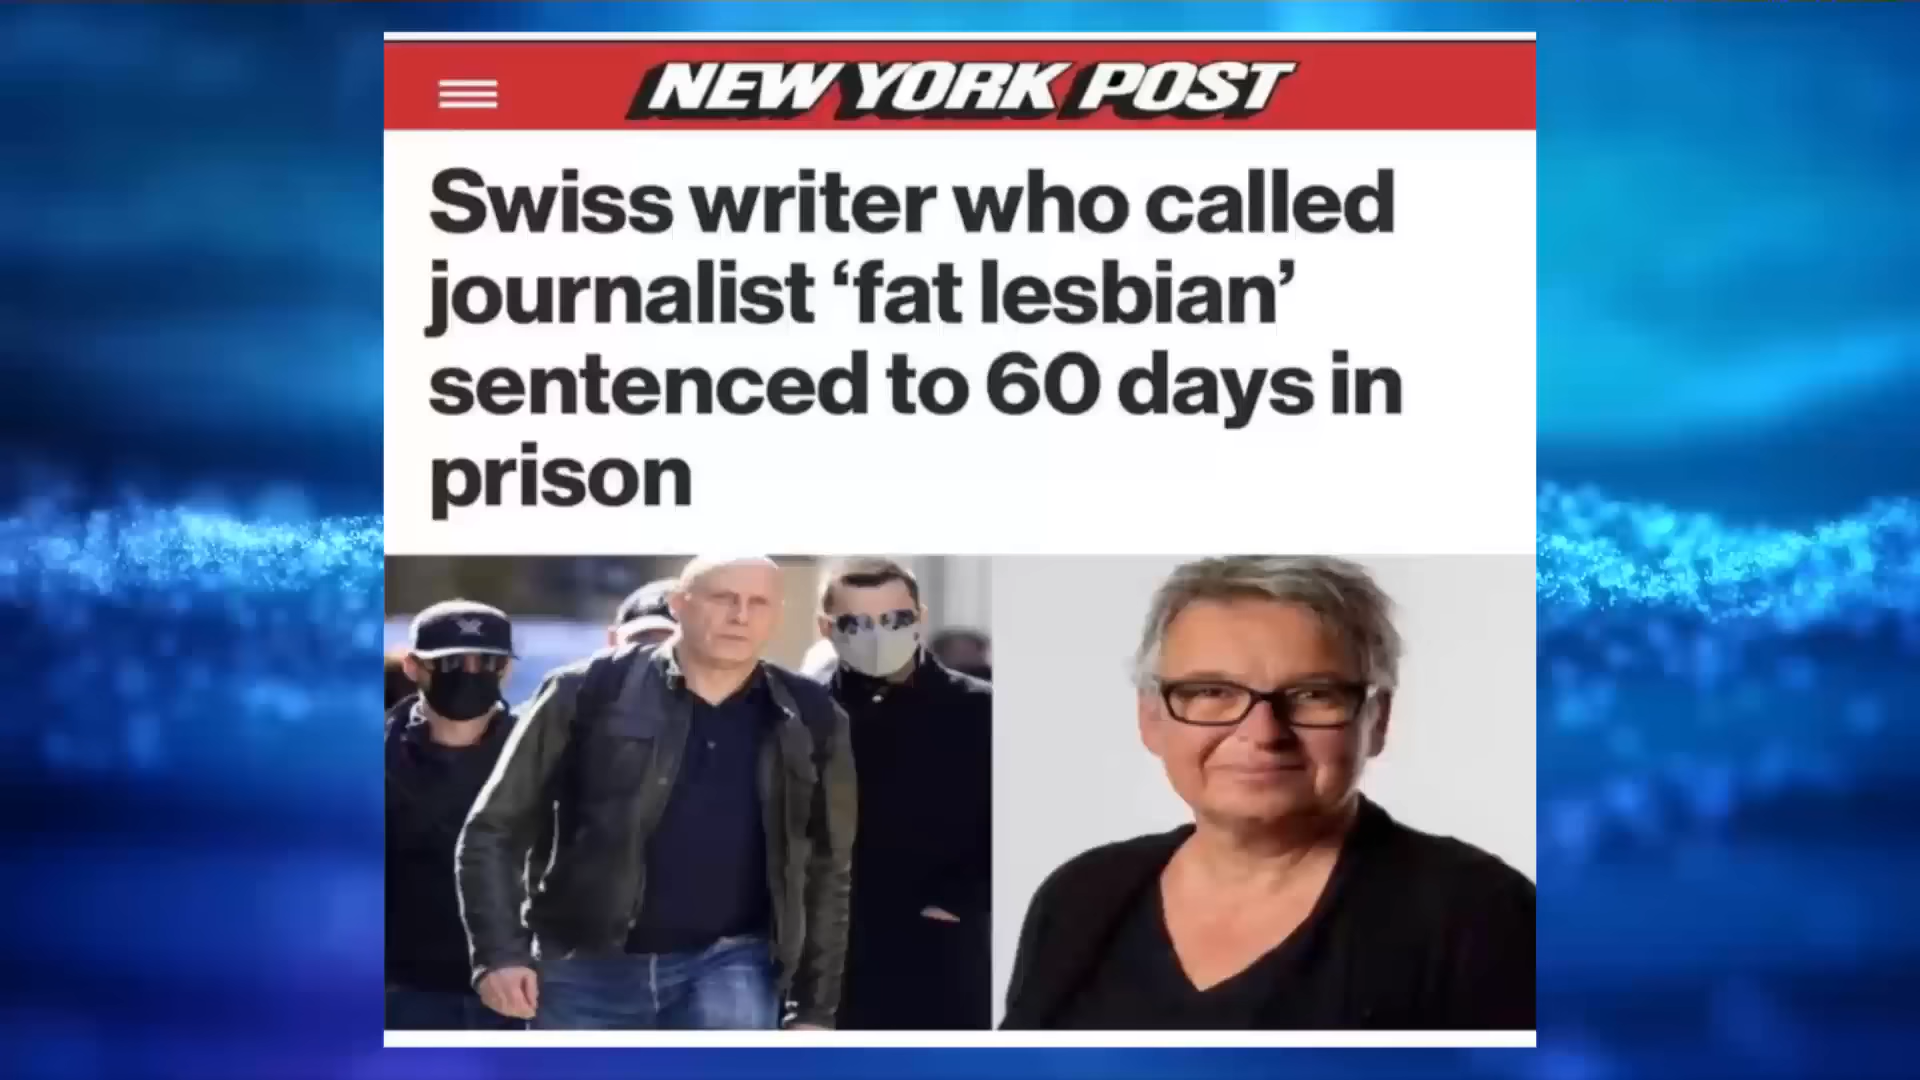 NEW YORK POST
Swiss writer who called
journalist ‘fat lesbian’
sentenced to 60 days in
prison